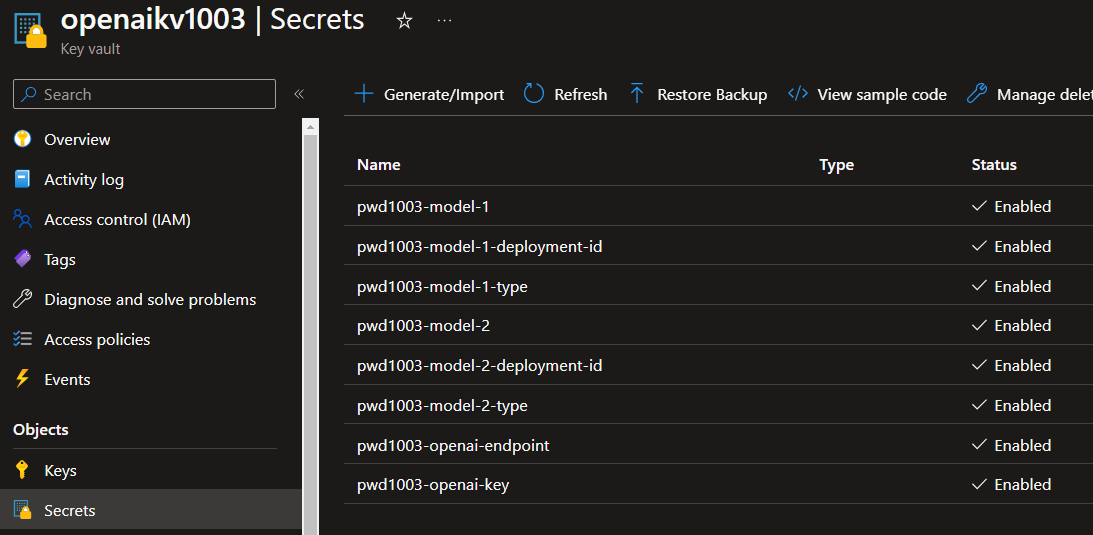 openaikv1003 | Secrets
Key vault
Search
Overview
Activity log
Access control (IAM)
Tags
Diagnose and solve problems
Access policies
Events
Objects
Keys
Secrets
Generate/Import Refresh Restore Backup View sample code Manage delet
Name Type Status
pwd1003-model-1 Enabled
pwd1003-model-1-deployment-id Enabled
pwd1003-model-1-type Enabled
pwd1003-model-2 Enabled
pwd1003-model-2-deployment-id Enabled
pwd1003-model-2-type Enabled
pwd1003-openai-endpoint Enabled
pwd1003-openai-key Enabled